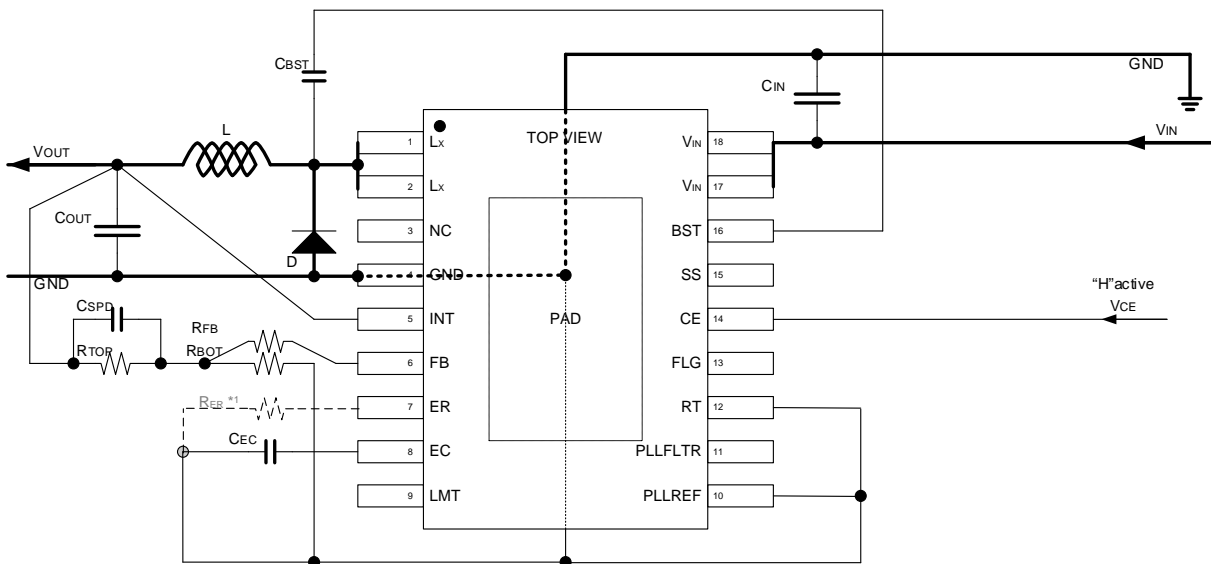 CBST
GND
CIN
L
TOP VIEW
VOUT
VIN
1 LX
VIN 18
2 LX
VIN 17
COUT
3 NC
BST 16
D
GND
GND
SS 15
"H"active
CSPD
VCE
5 INT
PAD
CE 14
RFB
RTOP
RBOT
6 FB
FLG 13
RER *1
7 ER
RT 12
CEC
8 EC
PLLFLTR 11
9 LMT
PLLREF 10